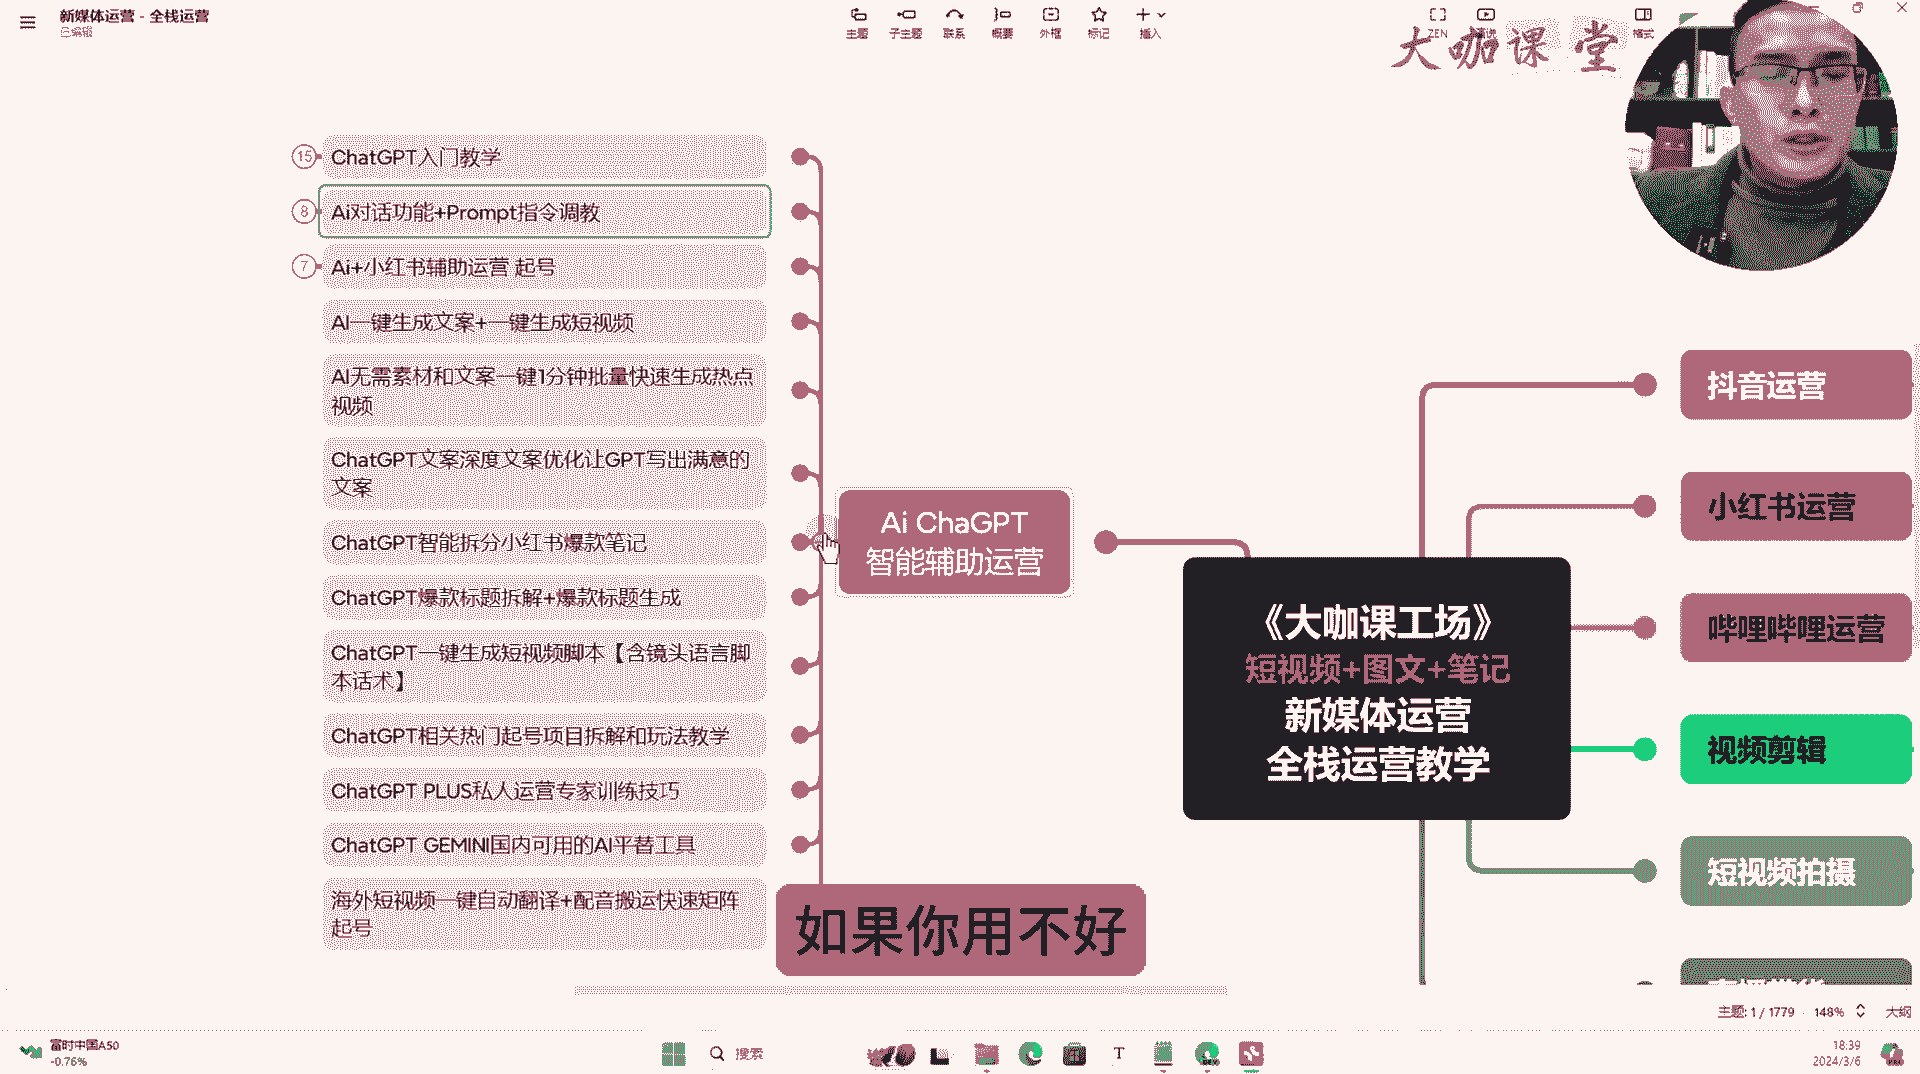 新媒体运营 - 全栈运营
已编辑
主题
子主题
联系
概要
外框
标记
插入
ZEN
格式
大咖课堂
15
ChatGPT入门教学
8
Ai对话功能+Prompt指令调教
7
Ai+小红书辅助运营 起号
AI一键生成文案+一键生成短视频
AI无需素材和文案一键1分钟批量快速生成热点
视频
ChatGPT文案深度文案优化让GPT写出满意的
文案
ChatGPT智能拆分小红书爆款笔记
ChatGPT爆款标题拆解+爆款标题生成
ChatGPT一键生成短视频脚本【含镜头语言脚
本话术】
ChatGPT相关热门起号项目拆解和玩法教学
ChatGPT PLUS私人运营专家训练技巧
ChatGPT GEMINI国内可用的AI平替工具
海外短视频一键自动翻译+配音搬运快速矩阵
起号
Ai ChaGPT
智能辅助运营
《大咖课工场》
短视频+图文+笔记
新媒体运营
全栈运营教学
抖音运营
小红书运营
哔哩哔哩运营
视频剪辑
短视频拍摄
如果你用不好
主题: 1 / 1779
148%
大纲
富时中国A50
-0.76%
搜索
18:39
2024/3/6